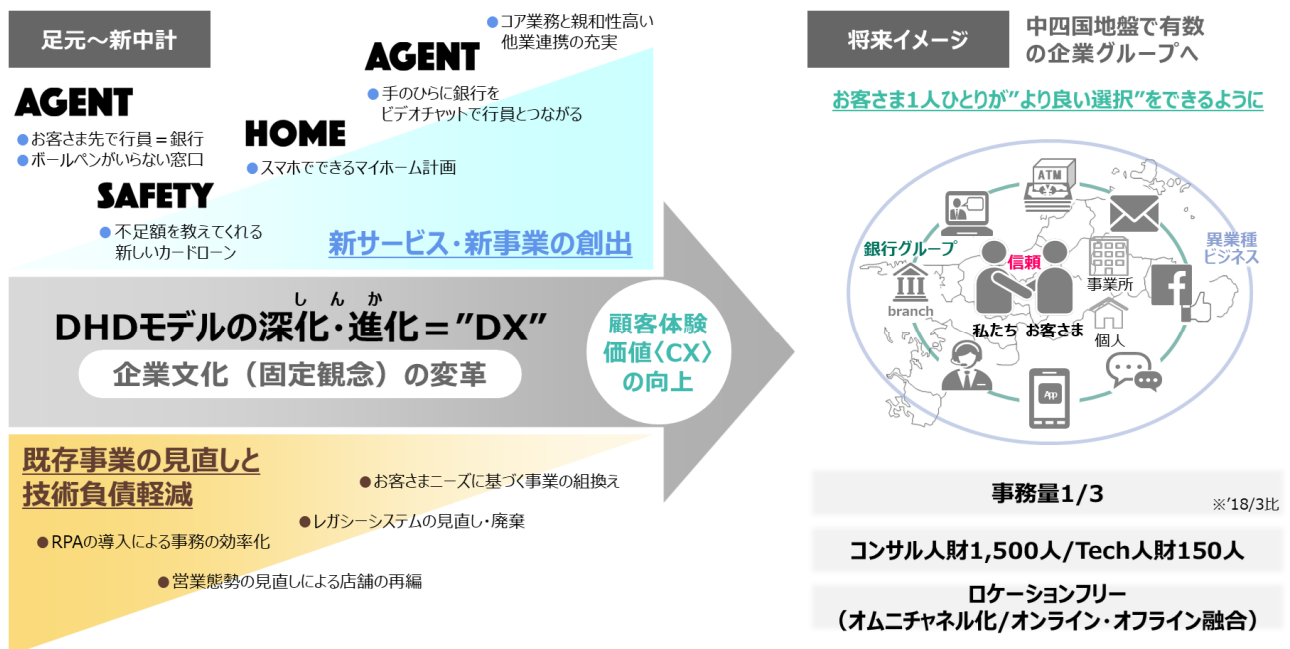 足元～新中計
AGENT
●お客さま先で行員＝銀行
●ボールペンがいらない窓口
SAFETY
●不足額を教えてくれる
新しいカードローン
HOME
●スマホでできるマイホーム計画
AGENT
●手のひらに銀行を
ビデオチャットで行員とつながる
●コア業務と親和性高い
他業連携の充実
新サービス・新事業の創出
しんか
DHDモデルの深化・進化＝”DX”
企業文化（固定観念）の変革
顧客体験
価値〈CX〉
の向上
既存事業の見直しと
技術負債軽減
●お客さまニーズに基づく事業の組換え
●レガシーシステムの見直し・廃棄
●RPAの導入による事務の効率化
●営業態勢の見直しによる店舗の再編
将来イメージ
中四国地盤で有数
の企業グループへ
お客さま1人ひとりが”より良い選択”をできるように
ATM
銀行グループ
branch
信頼
私たち お客さま
事業所
個人
異業種
ビジネス
App
事務量1/3
※’18/3比
コンサル人財1,500人/Tech人財150人
ロケーションフリー
（オムニチャネル化/オンライン・オフライン融合）